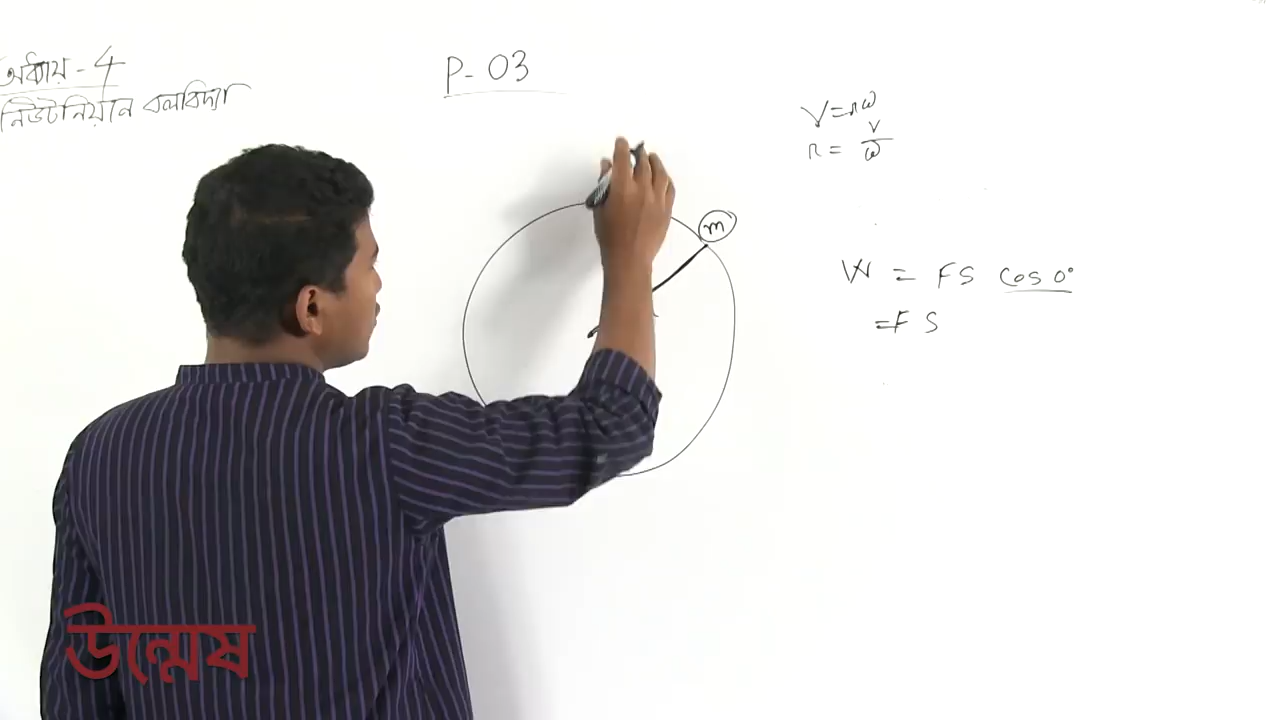 অধ্যায় - 4
নিউটনিয়ান বলবিদ্যা
P- 03
V = rω
r = v/ω
m
W = FS cos 0°
= F S
উন্মেষ